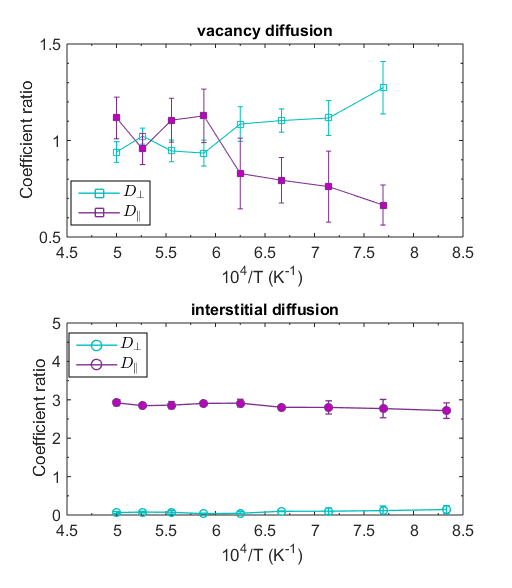 vacancy diffusion
1.5
1
0.5
Coefficient ratio
D⊥
D∥
4.5 5 5.5 6 6.5 7 7.5 8 8.5
10⁴/T (K⁻¹)
interstitial diffusion
5
4
3
2
1
0
Coefficient ratio
D⊥
D∥
4.5 5 5.5 6 6.5 7 7.5 8 8.5
10⁴/T (K⁻¹)